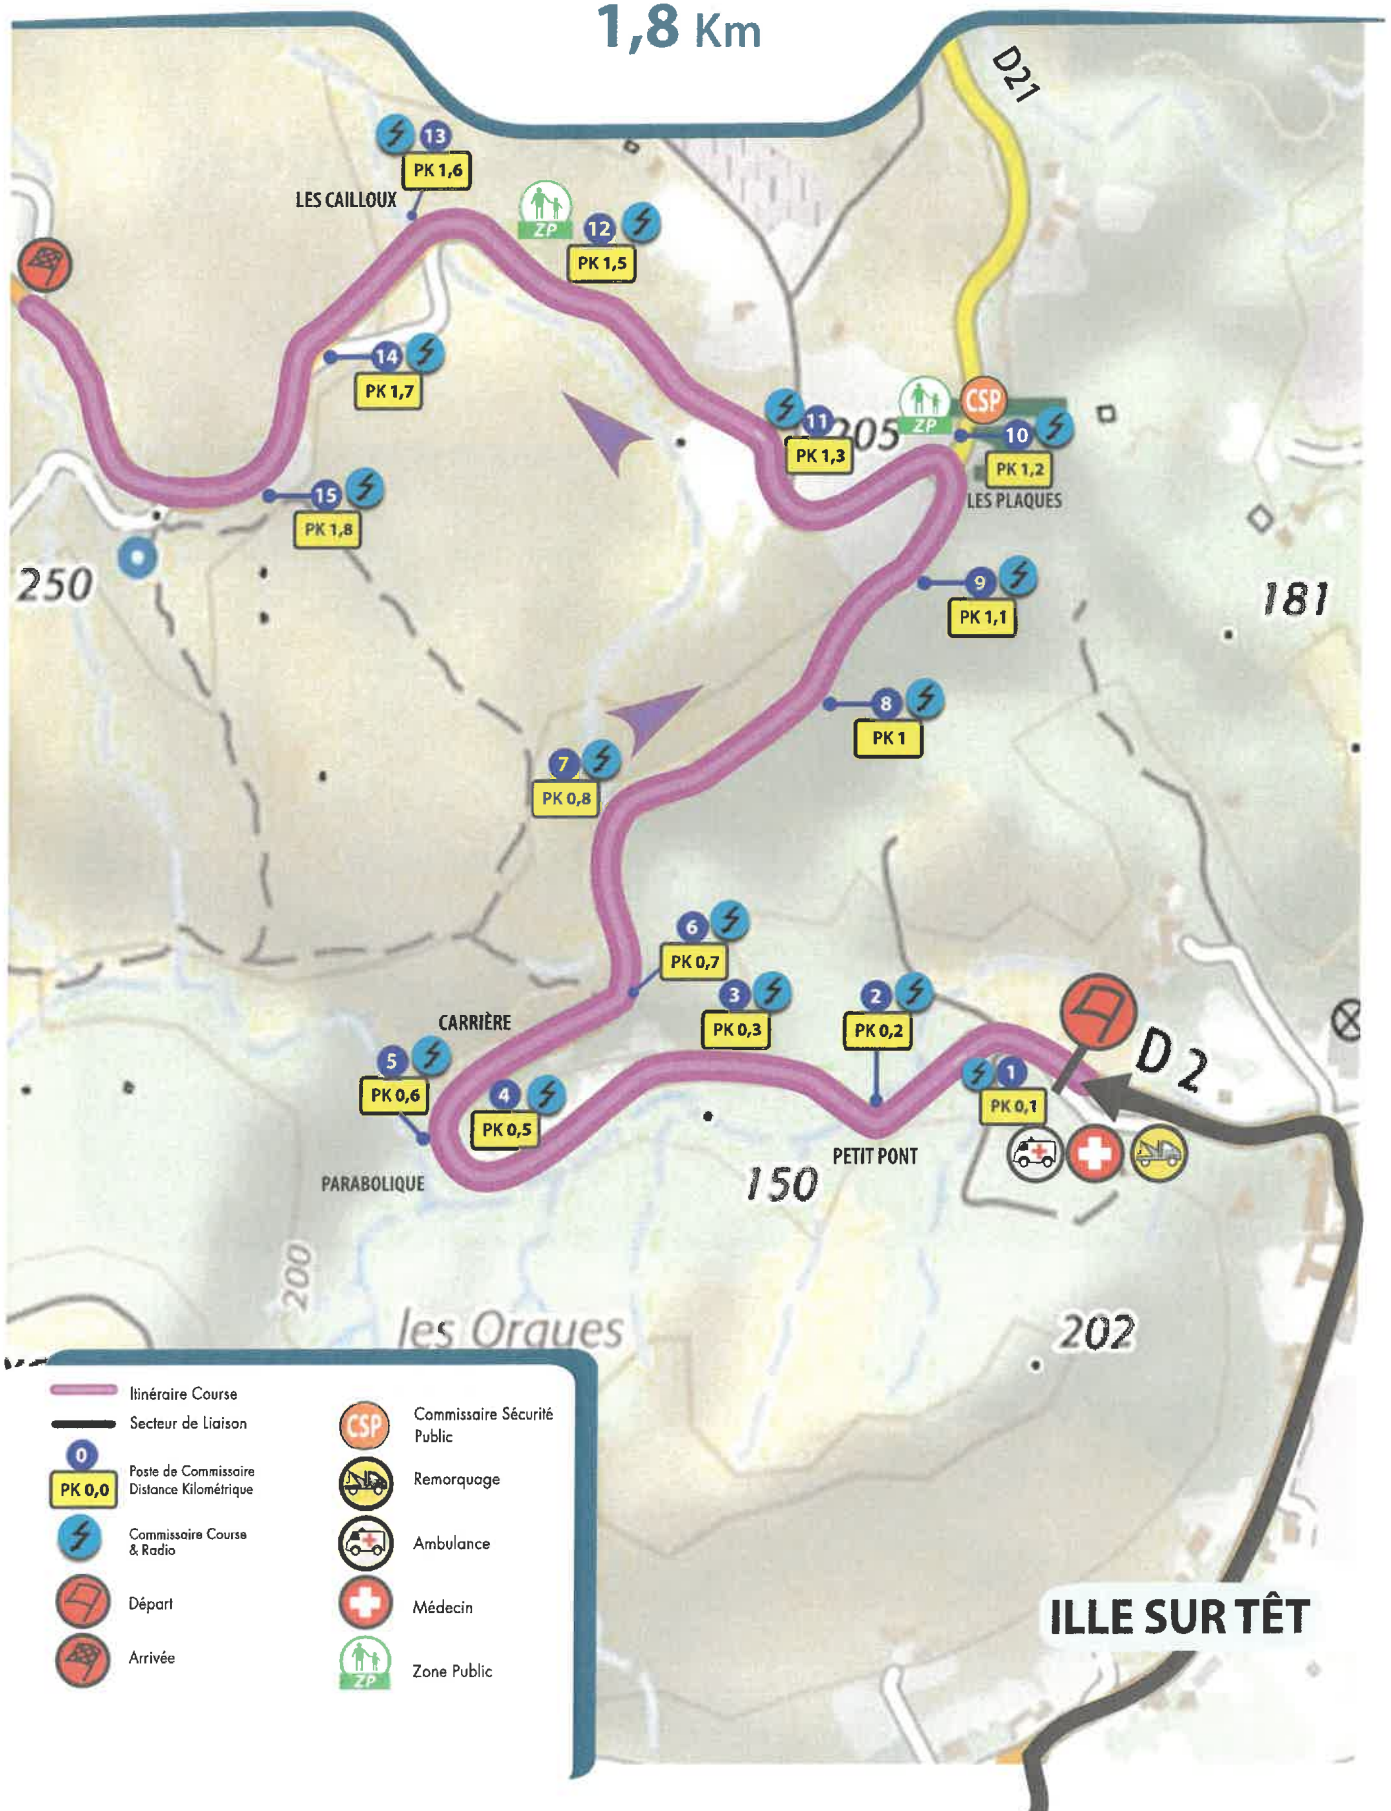 1,8 Km
D21
13
PK 1,6
LES CAILLOUX
ZP
12
PK 1,5
14
PK 1,7
11
205
PK 1,3
ZP
CSP
10
PK 1,2
LES PLAQUES
15
PK 1,8
250
9
PK 1,1
181
8
PK 1
7
PK 0,8
6
PK 0,7
3
PK 0,3
2
PK 0,2
CARRIÈRE
5
PK 0,6
4
PK 0,5
1
PK 0,1
D 2
PETIT PONT
PARABOLIQUE
150
200
les Orgues
202
Itinéraire Course
Secteur de Liaison
0
PK 0,0
Poste de Commissaire
Distance Kilométrique
Commissaire Course
& Radio
Départ
Arrivée
CSP
Commissaire Sécurité
Public
Remorquage
Ambulance
Médecin
ZP
Zone Public
ILLE SUR TÊT